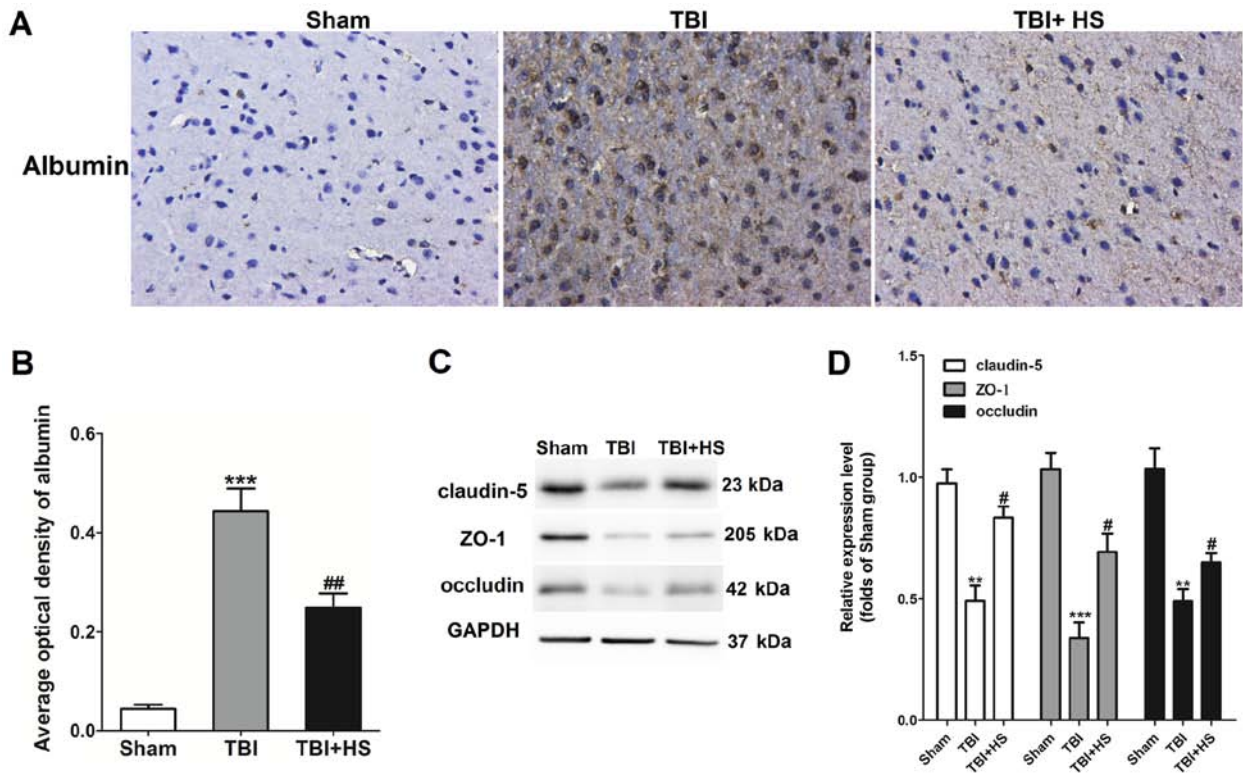 A
Sham
TBI
TBI+ HS
Albumin
B
Average optical density of albumin
0.6
0.4
0.2
0.0
***
##
Sham
TBI
TBI+HS
C
Sham
TBI
TBI+HS
claudin-5
23 kDa
ZO-1
205 kDa
occludin
42 kDa
GAPDH
37 kDa
D
Relative expression level
(folds of Sham group)
1.5
1.0
0.5
0.0
claudin-5
ZO-1
occludin
**
#
***
#
**
#
Sham
TBI
TBI+HS
Sham
TBI
TBI+HS
Sham
TBI
TBI+HS